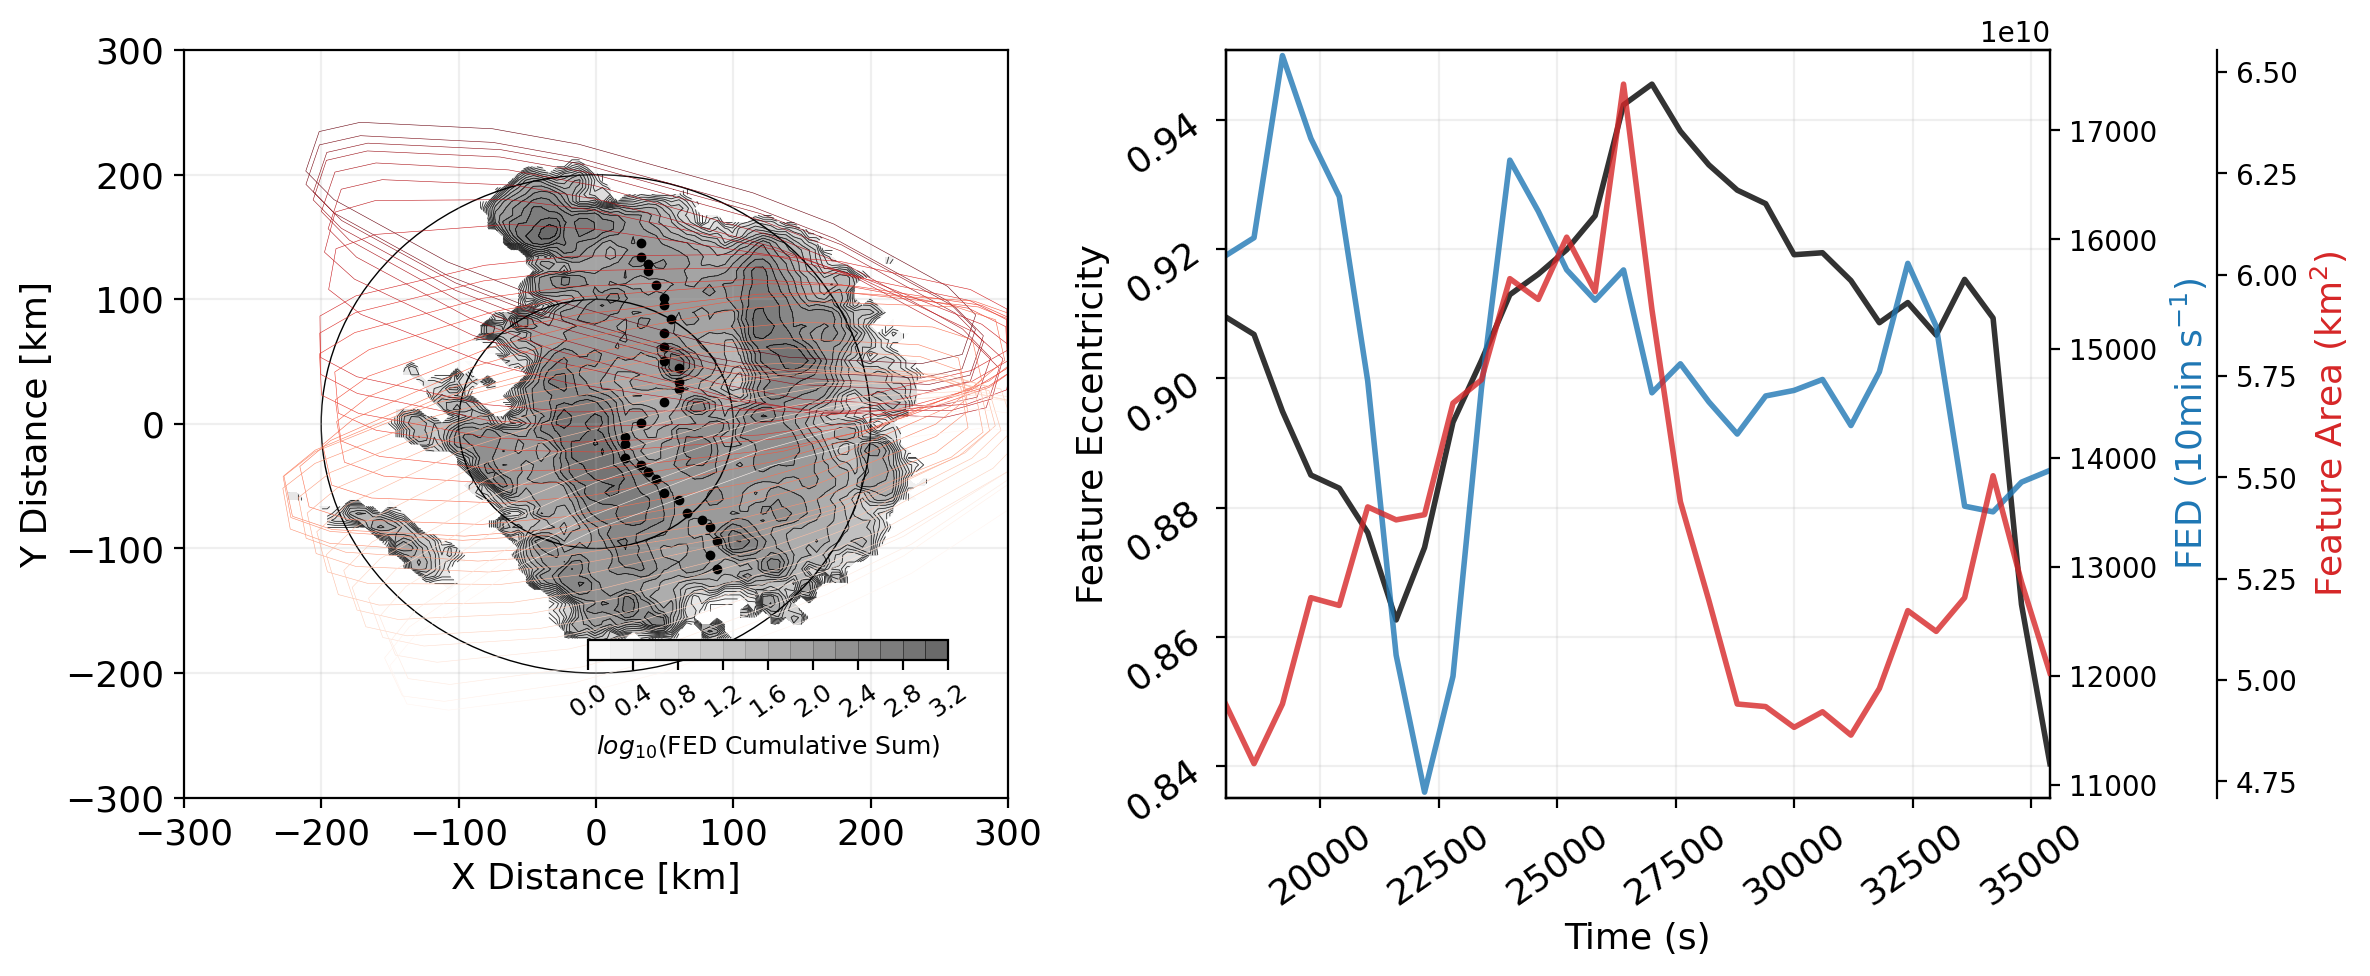 300
200
100
0
−100
−200
−300
Y Distance [km]
−300 −200 −100 0 100 200 300
X Distance [km]
0.0 0.4 0.8 1.2 1.6 2.0 2.4 2.8 3.2
log₁₀(FED Cumulative Sum)
Feature Eccentricity
0.94
0.92
0.90
0.88
0.86
0.84
20000 22500 25000 27500 30000 32500 35000
Time (s)
17000
16000
15000
14000
13000
12000
11000
FED (10min s⁻¹)
1e10
6.50
6.25
6.00
5.75
5.50
5.25
5.00
4.75
Feature Area (km²)